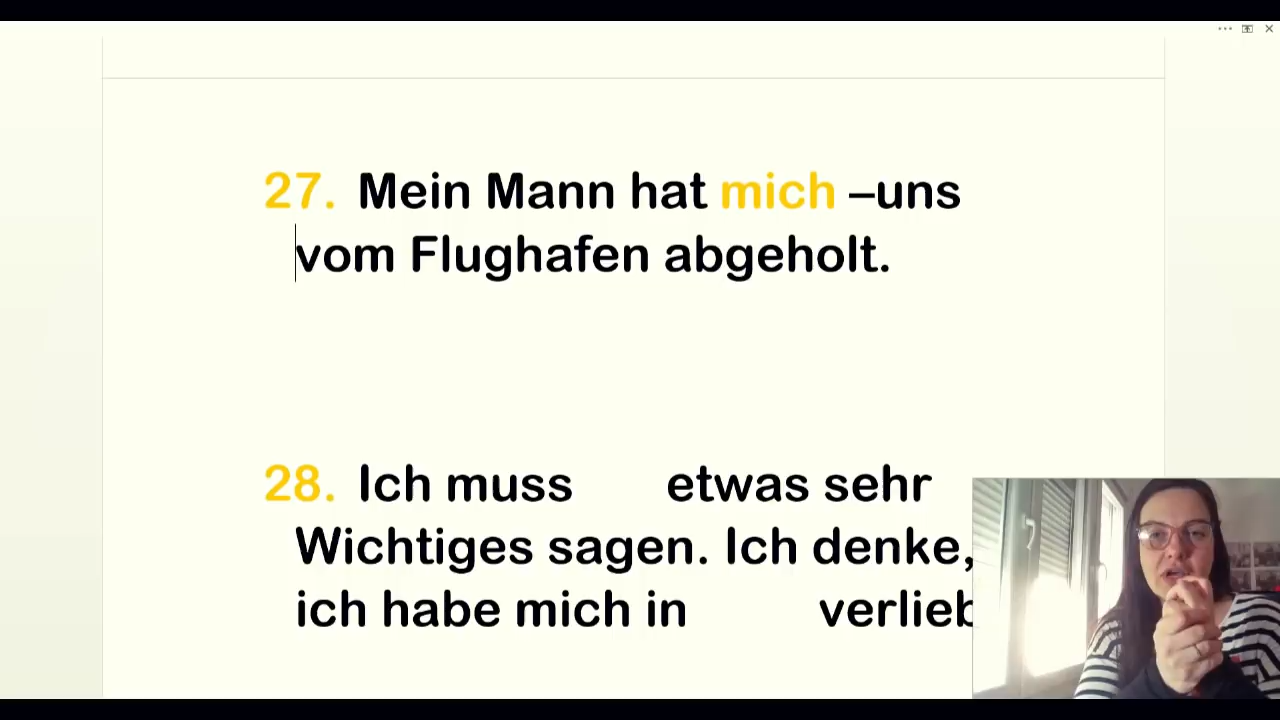 27. Mein Mann hat mich –uns
vom Flughafen abgeholt.
28. Ich muss etwas sehr
Wichtiges sagen. Ich denke,
ich habe mich in verlieb